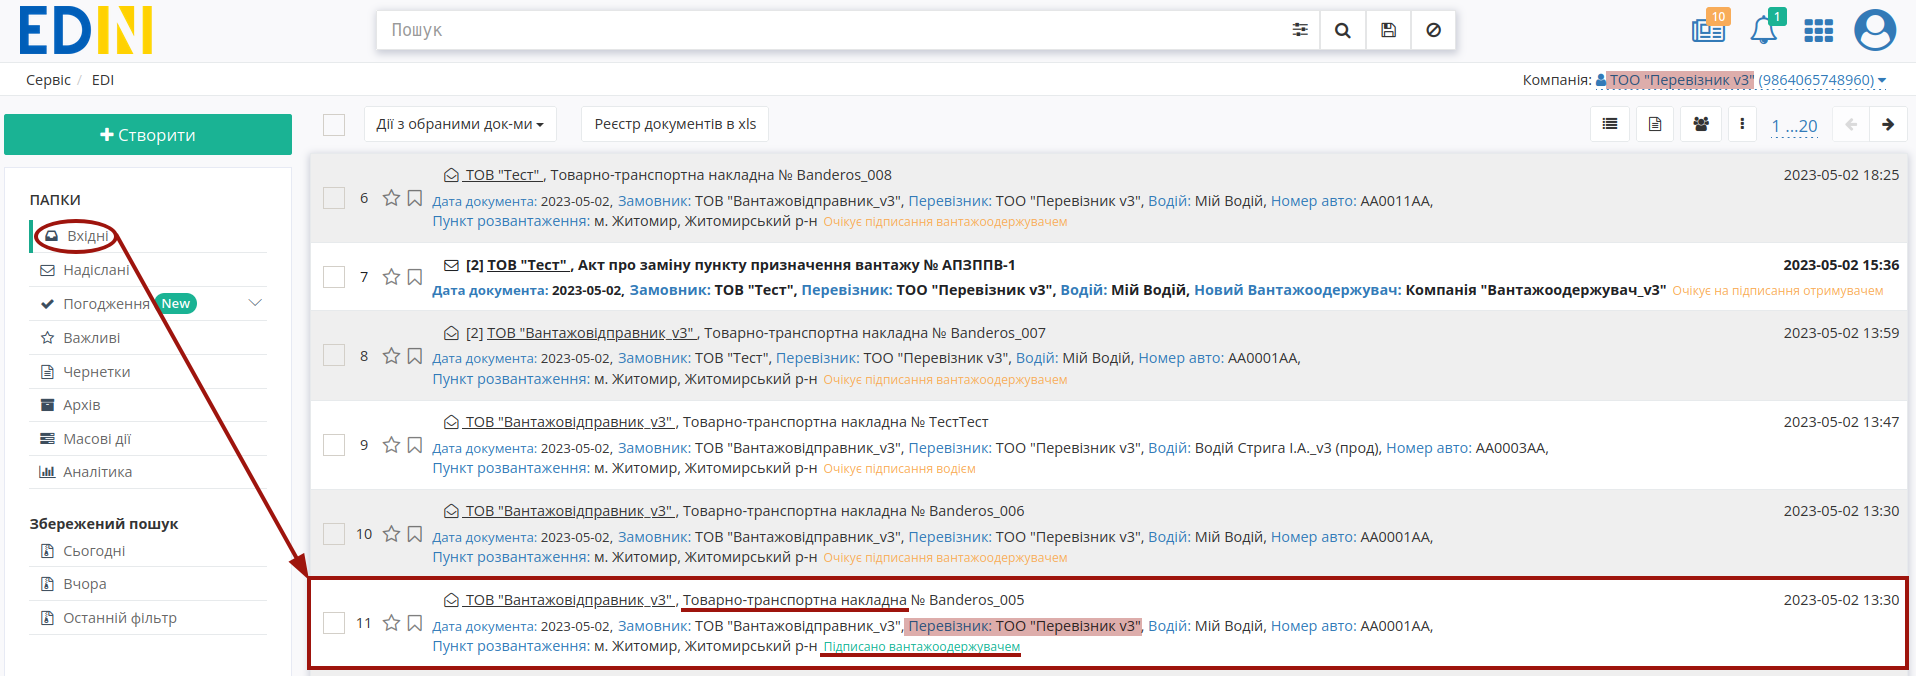 EDIN
Пошук
10
1
Сервіс / EDI
Компанія: ТОО "Перевізник v3" (9864065748960)
Створити
Дії з обраними док-ми
Реєстр документів в xls
1 ...20
ПАПКИ
Вхідні
Надіслані
Погодження New
Важливі
Чернетки
Архів
Масові дії
Аналітика
Збережений пошук
Сьогодні
Вчора
Останній фільтр
ТОВ "Тест" , Товарно-транспортна накладна № Banderos_008 2023-05-02 18:25
6 Дата документа: 2023-05-02, Замовник: ТОВ "Вантажовідправник_v3", Перевізник: ТОО "Перевізник v3", Водій: Мій Водій, Номер авто: АА0011АА,
Пункт розвантаження: м. Житомир, Житомирський р-н Очікує підписання вантажоодержувачем
[2] ТОВ "Тест" , Акт про заміну пункту призначення вантажу № АПЗППВ-1 2023-05-02 15:36
7 Дата документа: 2023-05-02, Замовник: ТОВ "Тест", Перевізник: ТОО "Перевізник v3", Водій: Мій Водій, Новий Вантажоодержувач: Компанія "Вантажоодержувач_v3" Очікує на підписання отримувачем
[2] ТОВ "Вантажовідправник_v3" , Товарно-транспортна накладна № Banderos_007 2023-05-02 13:59
8 Дата документа: 2023-05-02, Замовник: ТОВ "Тест", Перевізник: ТОО "Перевізник v3", Водій: Мій Водій, Номер авто: АА0001АА,
Пункт розвантаження: м. Житомир, Житомирський р-н Очікує підписання вантажоодержувачем
ТОВ "Вантажовідправник_v3" , Товарно-транспортна накладна № ТестТест 2023-05-02 13:47
9 Дата документа: 2023-05-02, Замовник: ТОВ "Вантажовідправник_v3", Перевізник: ТОО "Перевізник v3", Водій: Водій Стрига І.А._v3 (прод), Номер авто: АА0003АА,
Пункт розвантаження: м. Житомир, Житомирський р-н Очікує підписання водієм
ТОВ "Вантажовідправник_v3" , Товарно-транспортна накладна № Banderos_006 2023-05-02 13:30
10 Дата документа: 2023-05-02, Замовник: ТОВ "Вантажовідправник_v3", Перевізник: ТОО "Перевізник v3", Водій: Мій Водій, Номер авто: АА0001АА,
Пункт розвантаження: м. Житомир, Житомирський р-н Очікує підписання вантажоодержувачем
ТОВ "Вантажовідправник_v3" , Товарно-транспортна накладна № Banderos_005 2023-05-02 13:30
11 Дата документа: 2023-05-02, Замовник: ТОВ "Вантажовідправник_v3", Перевізник: ТОО "Перевізник v3", Водій: Мій Водій, Номер авто: АА0001АА,
Пункт розвантаження: м. Житомир, Житомирський р-н Підписано вантажоодержувачем